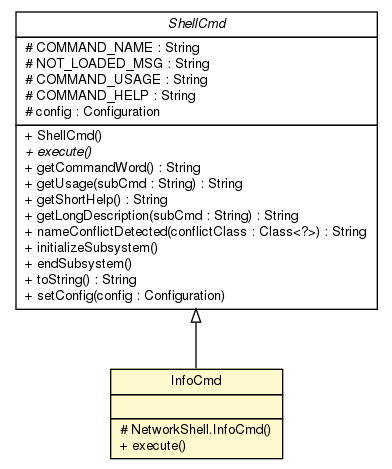 ShellCmd
# COMMAND_NAME : String
# NOT_LOADED_MSG : String
# COMMAND_USAGE : String
# COMMAND_HELP : String
# config : Configuration
+ ShellCmd()
+ execute()
+ getCommandWord() : String
+ getUsage(subCmd : String) : String
+ getShortHelp() : String
+ getLongDescription(subCmd : String) : String
+ nameConflictDetected(conflictClass : Class<?>) : String
+ initializeSubsystem()
+ endSubsystem()
+ toString() : String
+ setConfig(config : Configuration)
InfoCmd
# NetworkShell.InfoCmd()
+ execute()